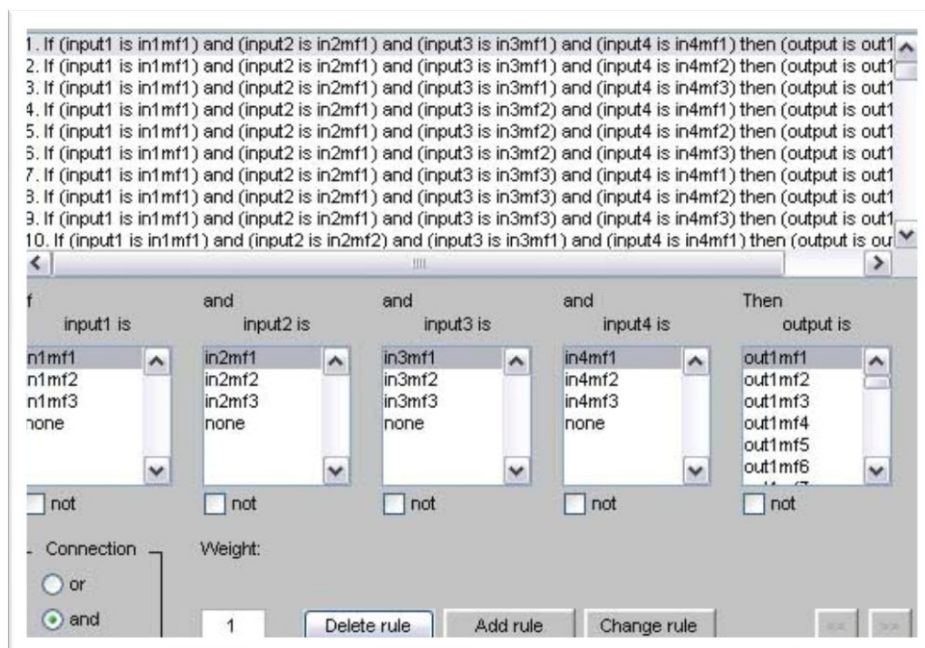 1. If (input1 is in1mf1) and (input2 is in2mf1) and (input3 is in3mf1) and (input4 is in4mf1) then (output is out1
2. If (input1 is in1mf1) and (input2 is in2mf1) and (input3 is in3mf1) and (input4 is in4mf2) then (output is out1
3. If (input1 is in1mf1) and (input2 is in2mf1) and (input3 is in3mf1) and (input4 is in4mf3) then (output is out1
4. If (input1 is in1mf1) and (input2 is in2mf1) and (input3 is in3mf2) and (input4 is in4mf1) then (output is out1
5. If (input1 is in1mf1) and (input2 is in2mf1) and (input3 is in3mf2) and (input4 is in4mf2) then (output is out1
6. If (input1 is in1mf1) and (input2 is in2mf1) and (input3 is in3mf2) and (input4 is in4mf3) then (output is out1
7. If (input1 is in1mf1) and (input2 is in2mf1) and (input3 is in3mf3) and (input4 is in4mf1) then (output is out1
8. If (input1 is in1mf1) and (input2 is in2mf1) and (input3 is in3mf3) and (input4 is in4mf2) then (output is out1
9. If (input1 is in1mf1) and (input2 is in2mf1) and (input3 is in3mf3) and (input4 is in4mf3) then (output is out1
10. If (input1 is in1mf1) and (input2 is in2mf2) and (input3 is in3mf1) and (input4 is in4mf1) then (output is ou
f and and and Then
input1 is input2 is input3 is input4 is output is
n1mf1 in2mf1 in3mf1 in4mf1 out1mf1
n1mf2 in2mf2 in3mf2 in4mf2 out1mf2
n1mf3 in2mf3 in3mf3 in4mf3 out1mf3
none none none none out1mf4
out1mf5
out1mf6
not not not not not
Connection Weight:
or
and 1 Delete rule Add rule Change rule << >>